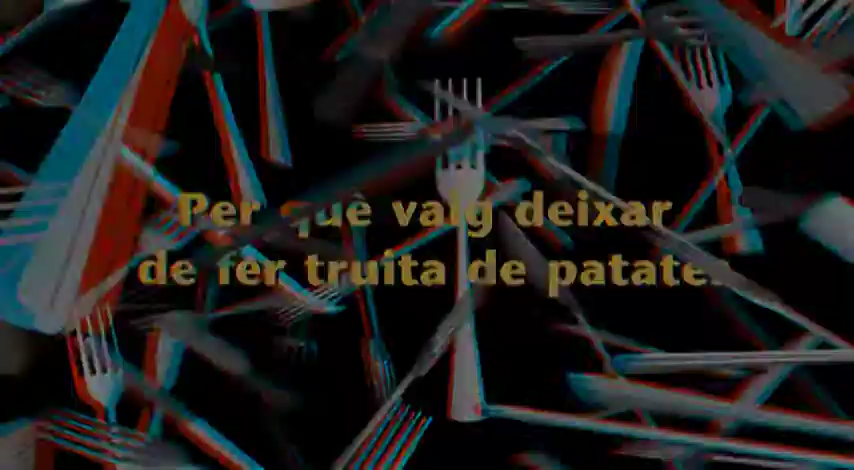 Per què vaig deixar
de fer truita de patates